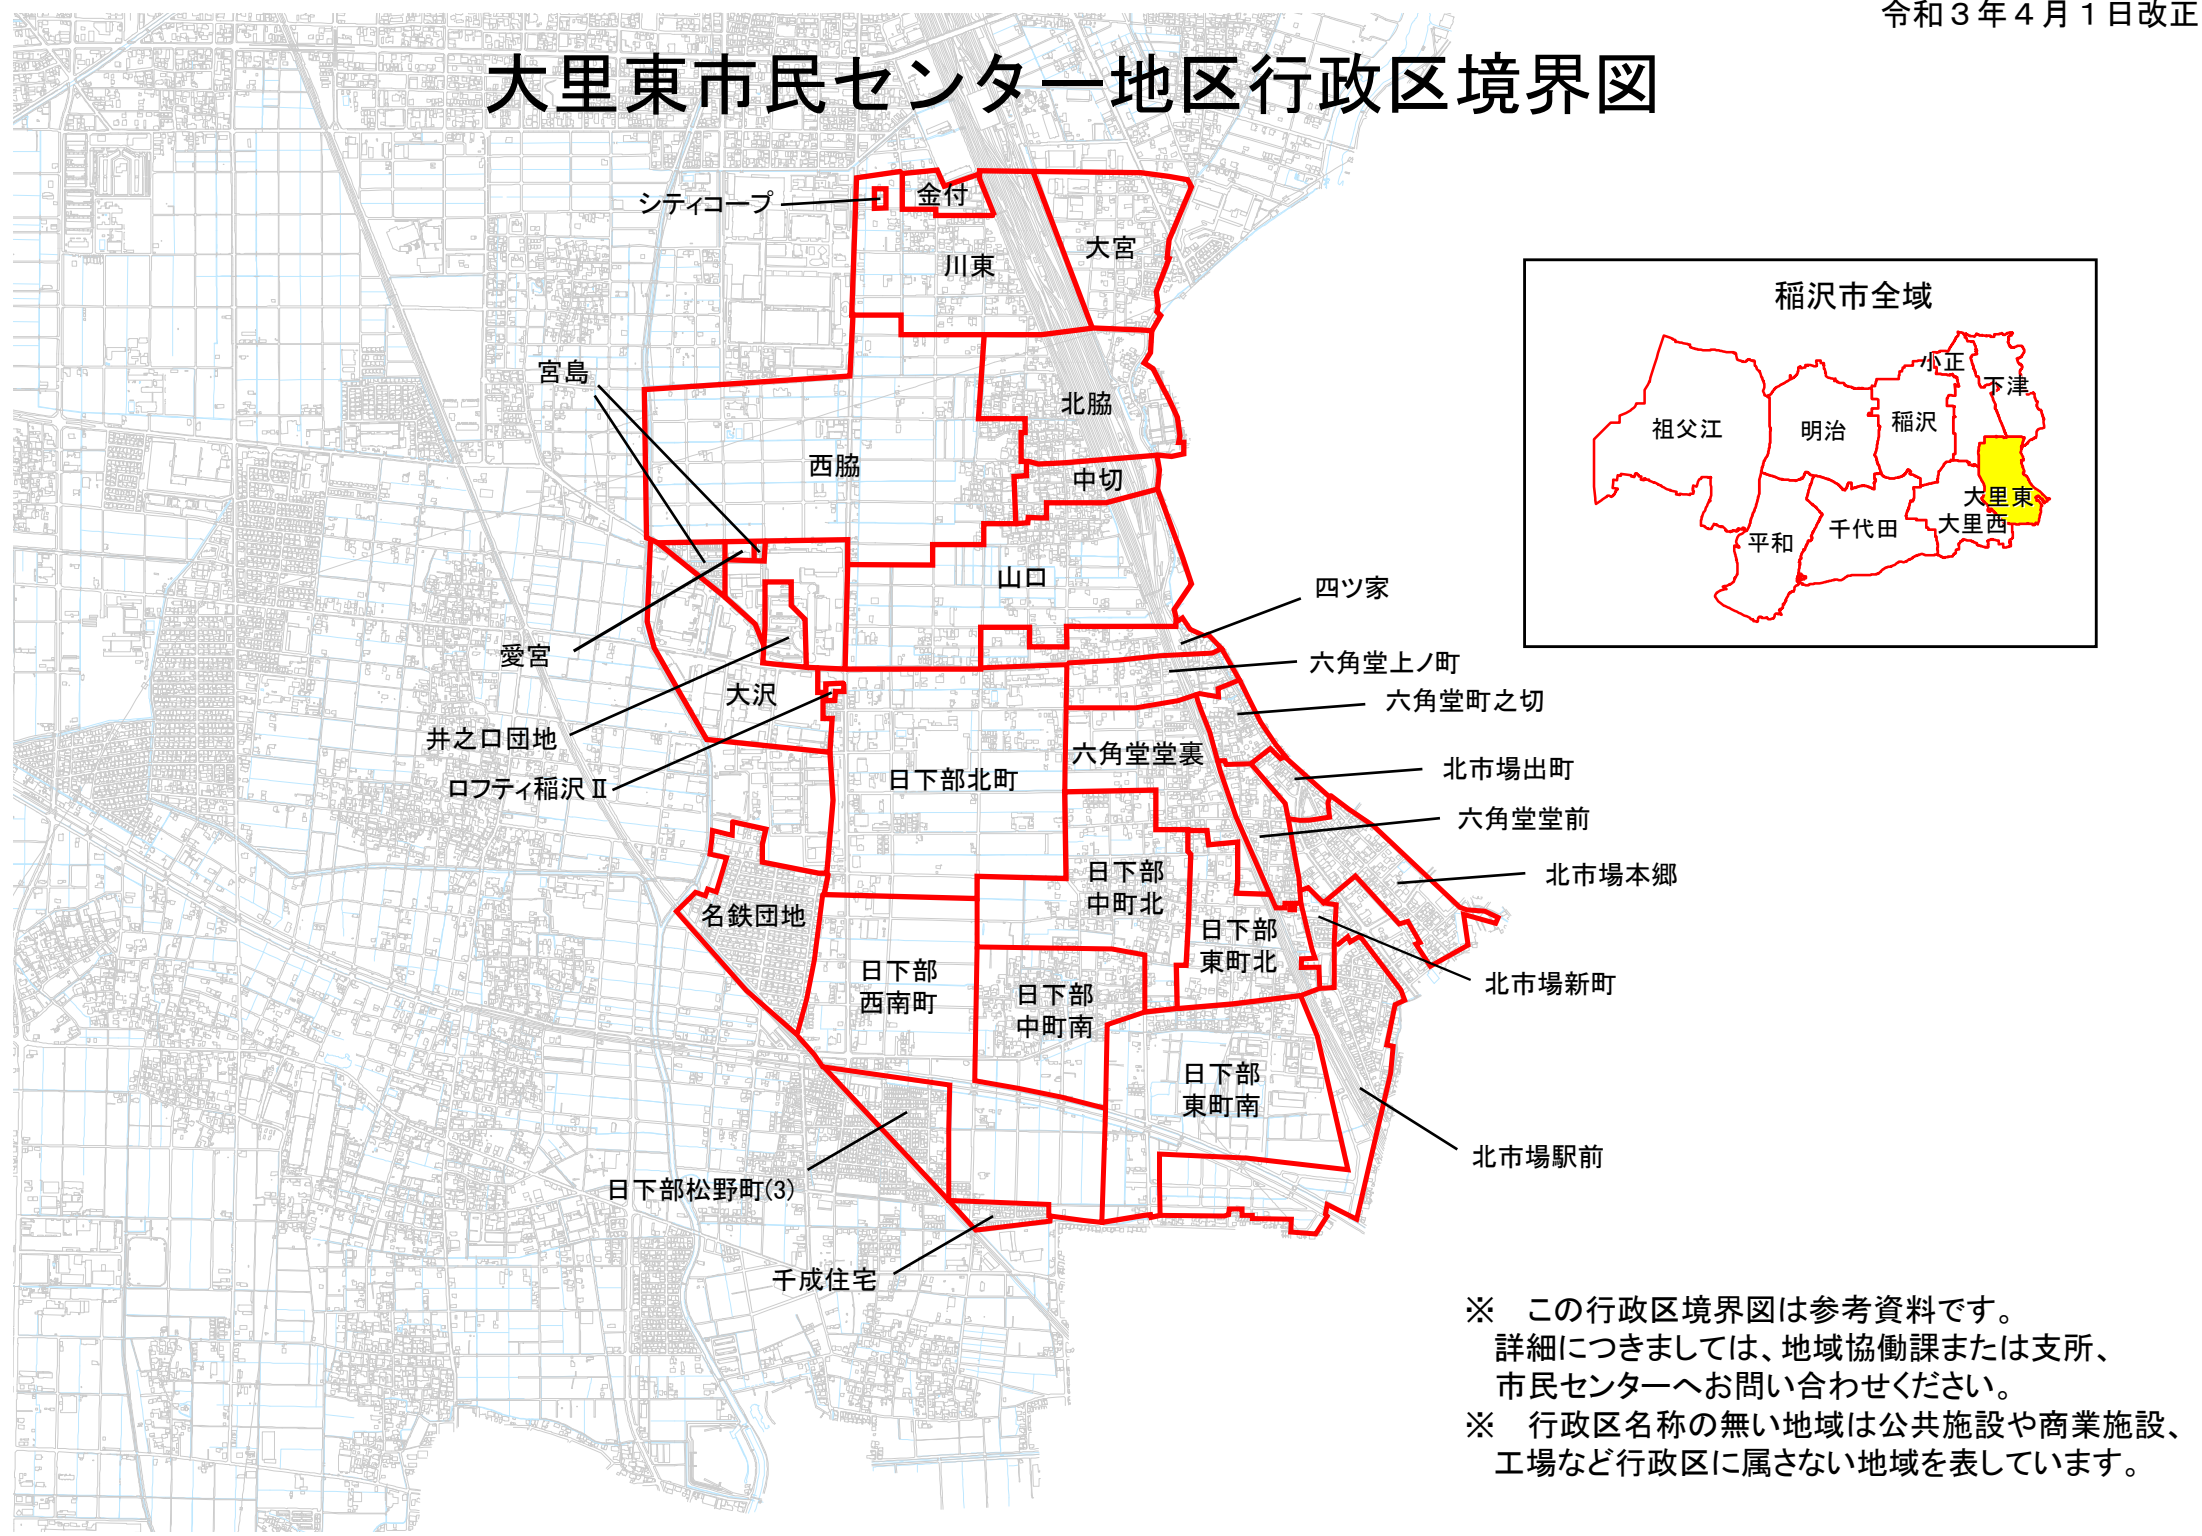 令和３年４月１日改正
大里東市民センター地区行政区境界図
シティコープ
金付
大宮
川東
稲沢市全域
小正
下津
祖父江
明治
稲沢
大里東
大里西
千代田
平和
宮島
北脇
西脇
中切
山口
四ツ家
愛宮
六角堂上ノ町
大沢
六角堂町之切
井之口団地
六角堂堂裏
北市場出町
ロフティ稲沢Ⅱ
日下部北町
六角堂堂前
日下部
中町北
北市場本郷
名鉄団地
日下部
東町北
日下部
西南町
日下部
中町南
北市場新町
日下部
東町南
北市場駅前
日下部松野町(3)
千成住宅
※　この行政区境界図は参考資料です。
詳細につきましては、地域協働課または支所、
市民センターへお問い合わせください。
※　行政区名称の無い地域は公共施設や商業施設、
工場など行政区に属さない地域を表しています。